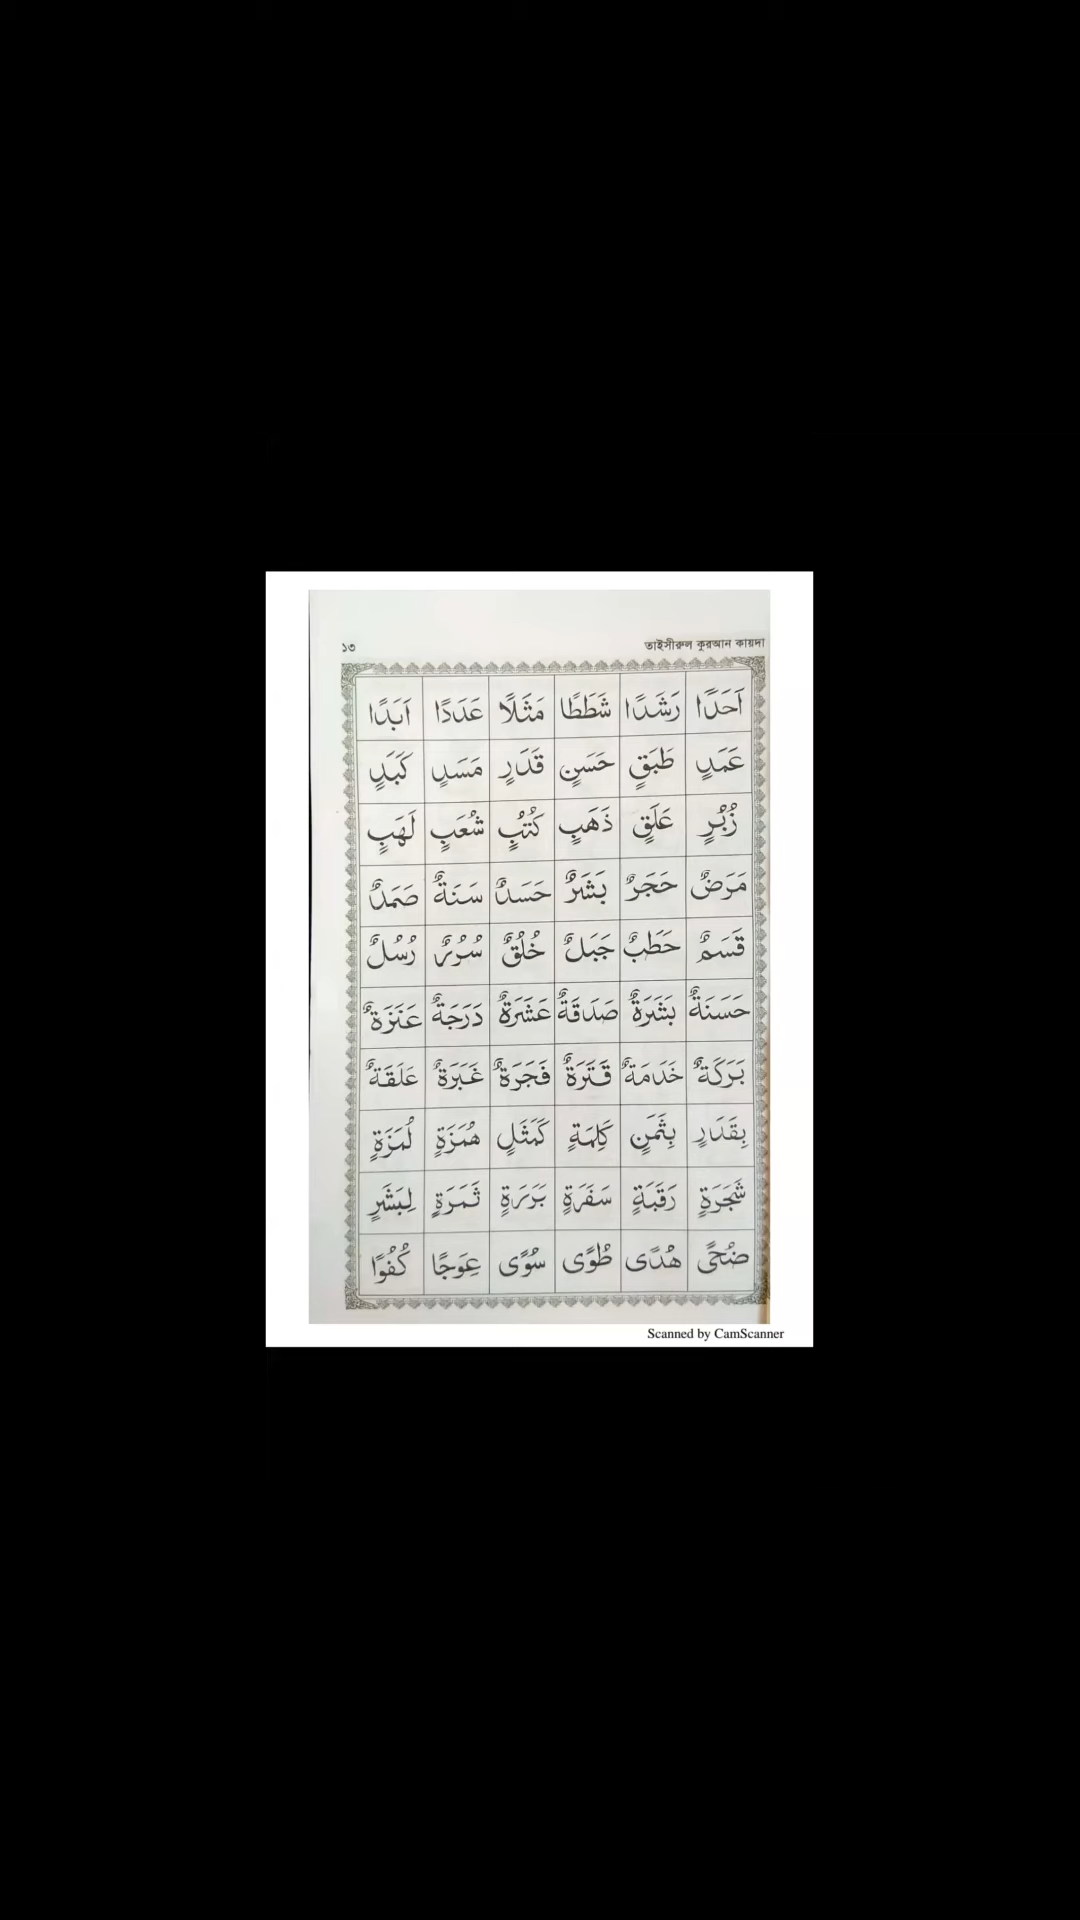 তাইসীরুল কুরআন কায়দা ১৩
اَحَدًا رَشَدًا شَطَطًا مَثَلًا عَدَدًا اَبَدًا
عَمَدٍ طَبَقٍ حَسَنٍ قَدَرٍ مَسَدٍ كَبَدٍ
زُبُرٍ عَلَقٍ ذَهَبٍ كُتُبٍ شُعَبٍ لَهَبٍ
مَرَضٌ حَجَرٌ بَشَرٌ حَسَدٌ سَنَةٌ صَمَدٌ
قَسَمٌ حَطَبٌ جَبَلٌ خُلُقٌ سُرُرٌ رُسُلٌ
حَسَنَةٌ بَشَرَةٌ صَدَقَةٌ عَشَرَةٌ دَرَجَةٌ عَنَزَةٌ
بَرَكَةٌ خَدَمَةٌ قَتَرَةٌ فَجَرَةٌ غَبَرَةٌ عَلَقَةٌ
بِقَدَرٍ بِثَمَنٍ كَلِمَةٍ كَمَثَلٍ هُمَزَةٍ لُمَزَةٍ
شَجَرَةٍ رَقَبَةٍ سَفَرَةٍ بَرَرَةٍ ثَمَرَةٍ لِبَشَرٍ
ضُحًى هُدًى طُوًى سُوًى عِوَجًا كُفُوًا
Scanned by CamScanner